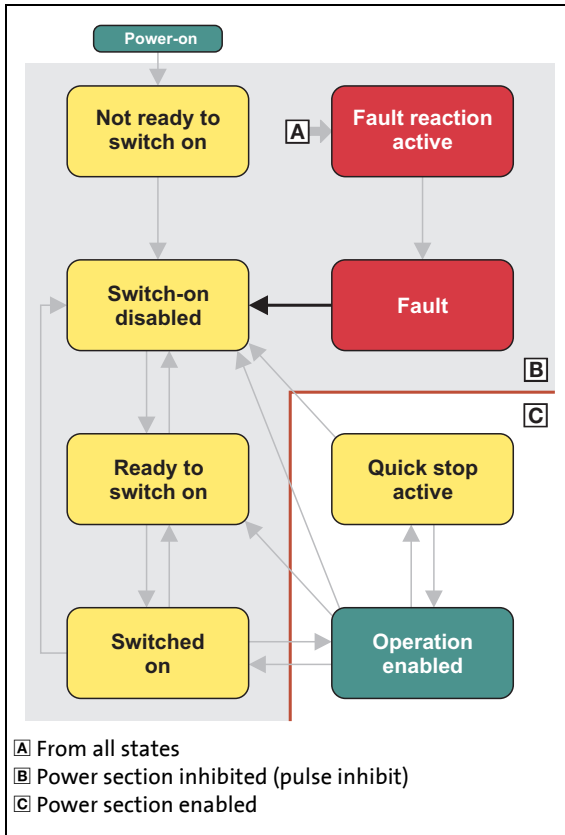 Power-on
Not ready to
switch on
A
Fault reaction
active
Switch-on
disabled
Fault
B
C
Ready to
switch on
Quick stop
active
Switched
on
Operation
enabled
A From all states
B Power section inhibited (pulse inhibit)
C Power section enabled